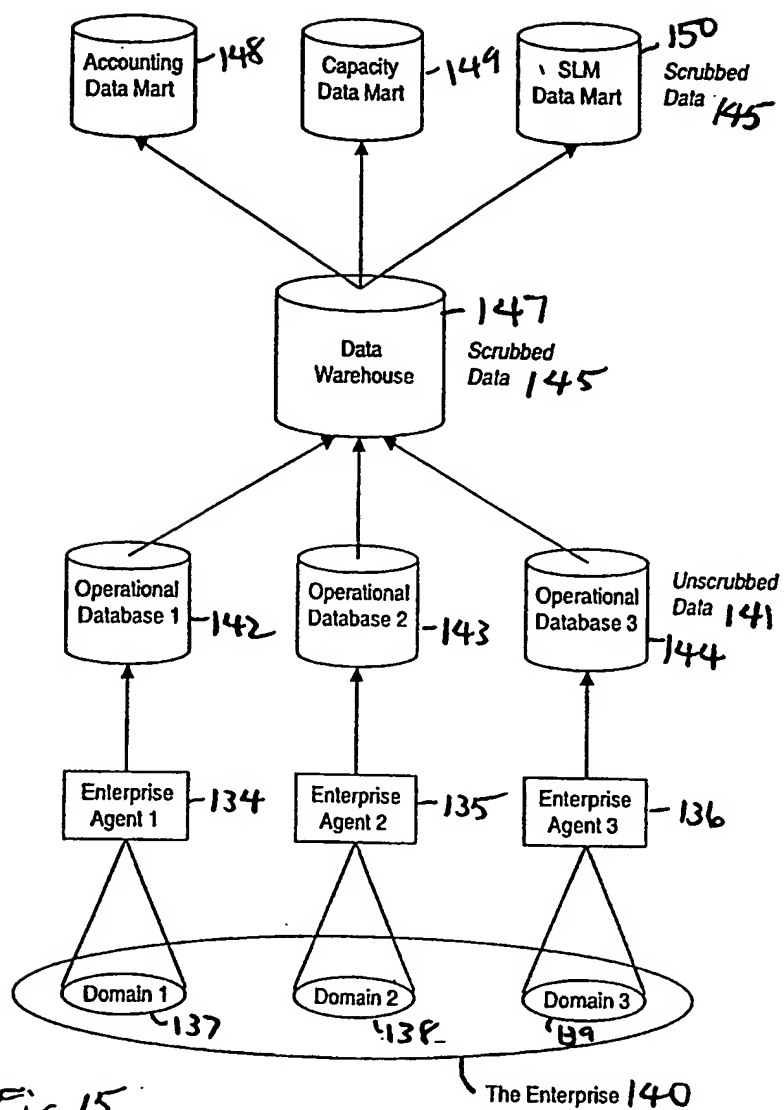 Accounting
Data Mart
148
Capacity
Data Mart
149
SLM
Data Mart
150
Scrubbed
Data 145
Data
Warehouse
147
Scrubbed
Data 145
Operational
Database 1
142
Operational
Database 2
143
Operational
Database 3
144
Unscrubbed
Data 141
Enterprise
Agent 1
134
Enterprise
Agent 2
135
Enterprise
Agent 3
136
Domain 1
137
Domain 2
138
Domain 3
The Enterprise 140
Fig. 15